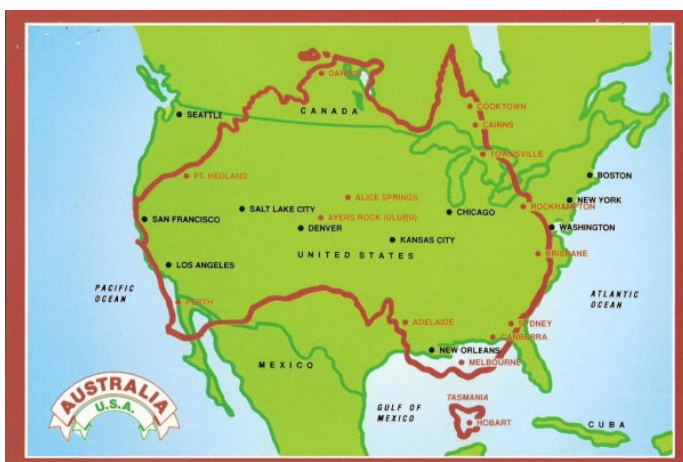 DARWIN
CANADA
COOKTOWN
SEATTLE
CAIRNS
TOWNSVILLE
PT. HEDLAND
BOSTON
ALICE SPRINGS
NEW YORK
ROCKHAMPTON
SALT LAKE CITY
CHICAGO
SAN FRANCISCO
AYERS ROCK (ULURU)
DENVER
WASHINGTON
KANSAS CITY
UNITED STATES
BRISBANE
LOS ANGELES
PACIFIC
OCEAN
ATLANTIC
OCEAN
PERTH
ADELAIDE
SYDNEY
CANBERRA
NEW ORLEANS
MEXICO
MELBOURNE
TASMANIA
AUSTRALIA
U.S.A.
GULF OF
MEXICO
HOBART
CUBA